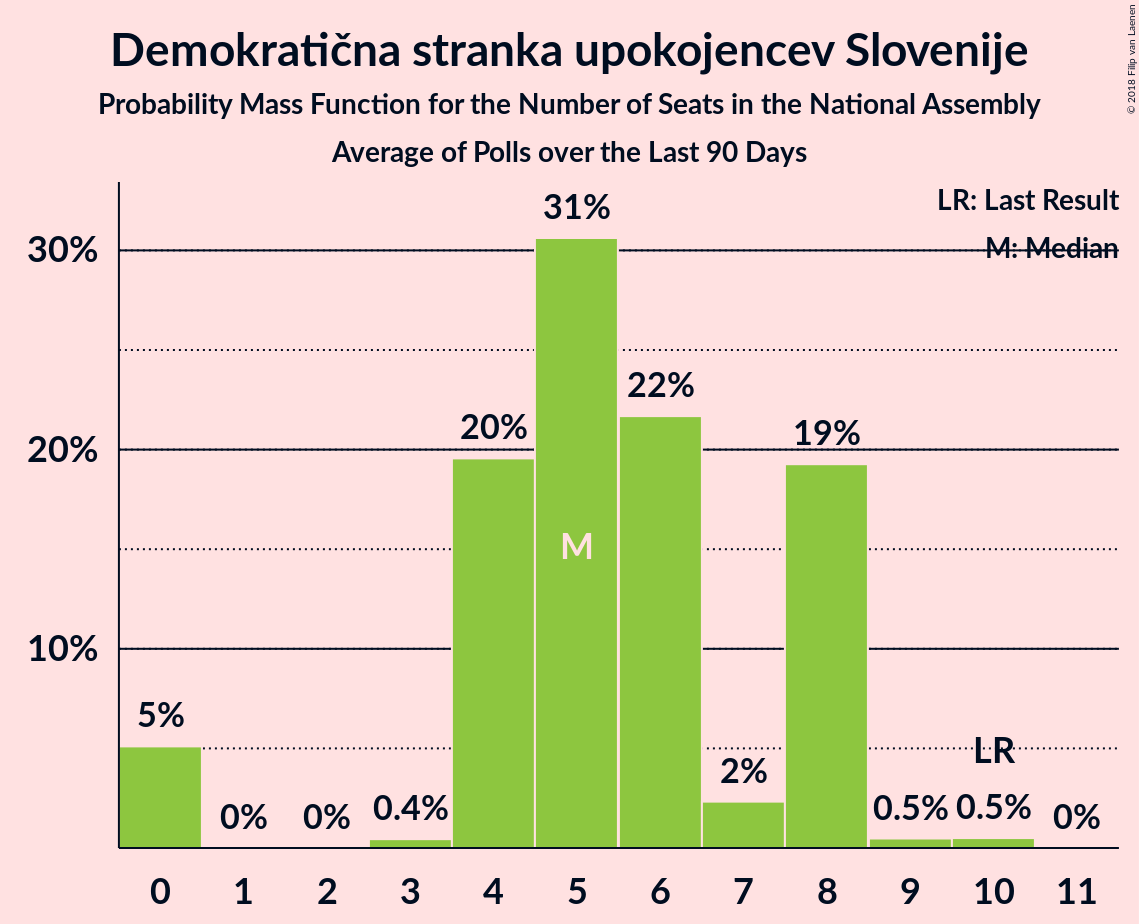 Demokratična stranka upokojencev Slovenije
Probability Mass Function for the Number of Seats in the National Assembly
Average of Polls over the Last 90 Days
© 2018 Filip van Laenen
LR: Last Result
M: Median
30%
20%
10%
5%
0%
0%
0.4%
20%
31%
22%
2%
19%
0.5%
0.5%
0%
M
LR
0 1 2 3 4 5 6 7 8 9 10 11